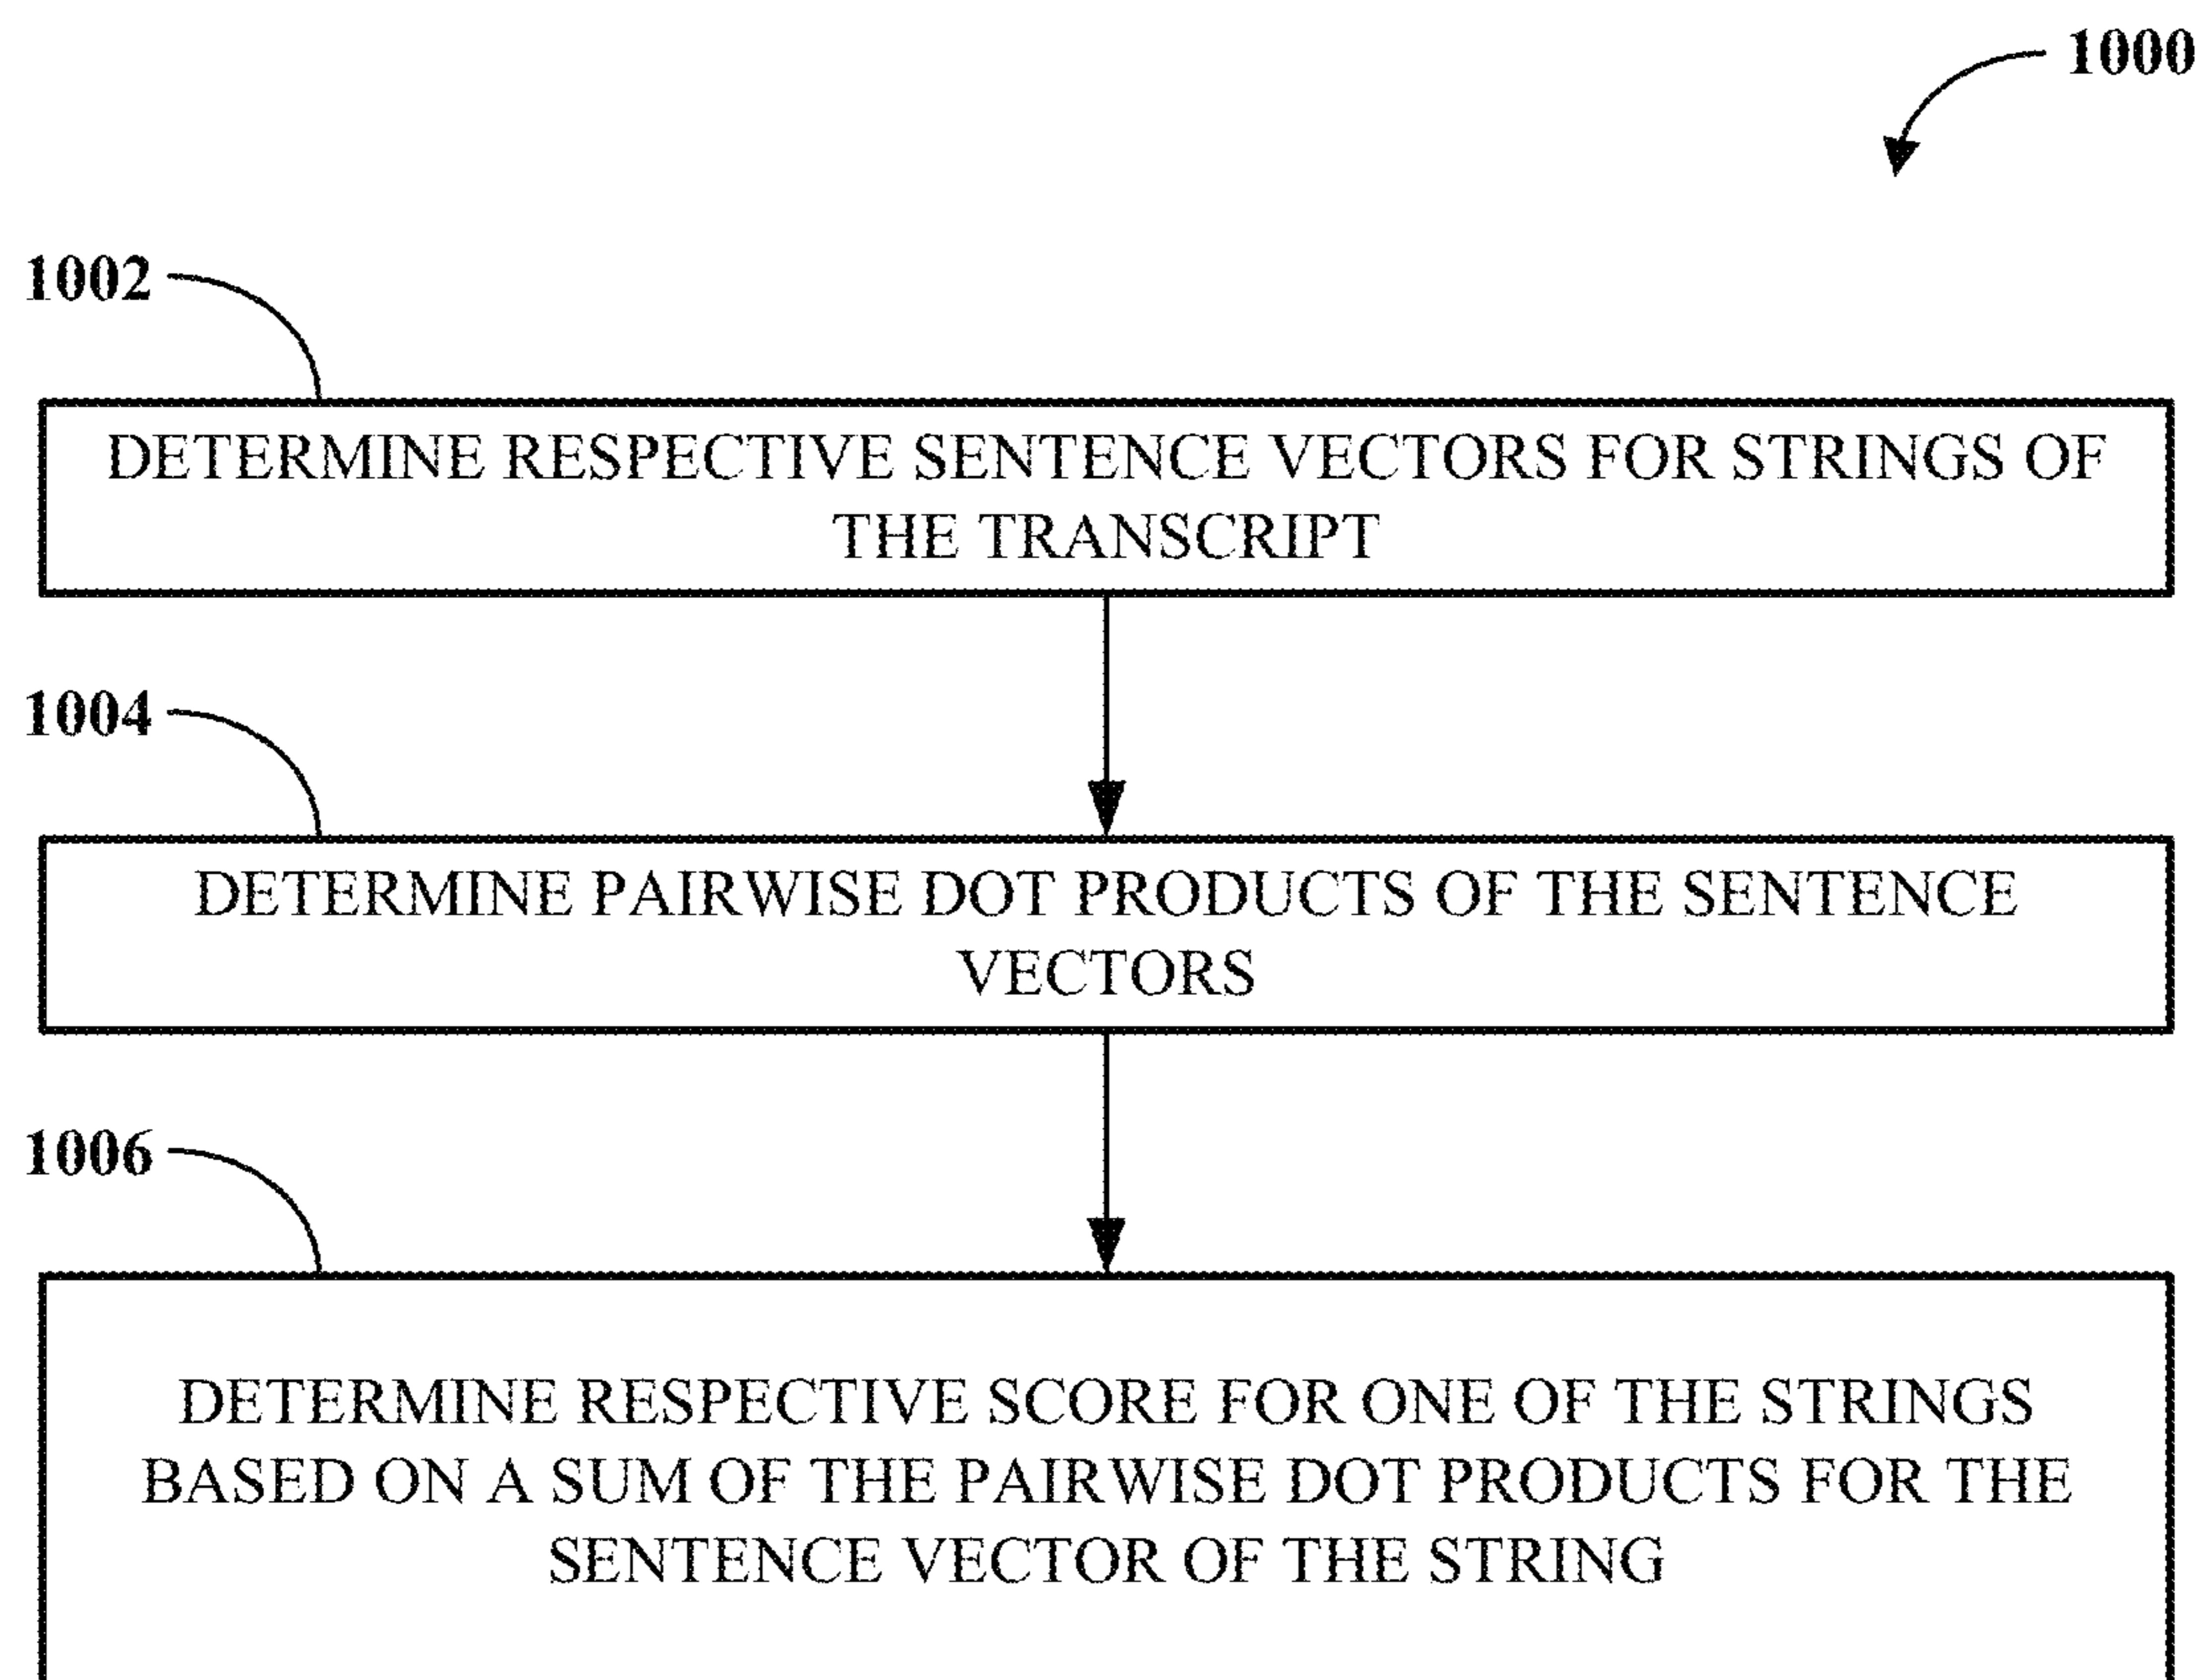 1000
1002
DETERMINE RESPECTIVE SENTENCE VECTORS FOR STRINGS OF
THE TRANSCRIPT
1004
DETERMINE PAIRWISE DOT PRODUCTS OF THE SENTENCE
VECTORS
1006
DETERMINE RESPECTIVE SCORE FOR ONE OF THE STRINGS
BASED ON A SUM OF THE PAIRWISE DOT PRODUCTS FOR THE
SENTENCE VECTOR OF THE STRING